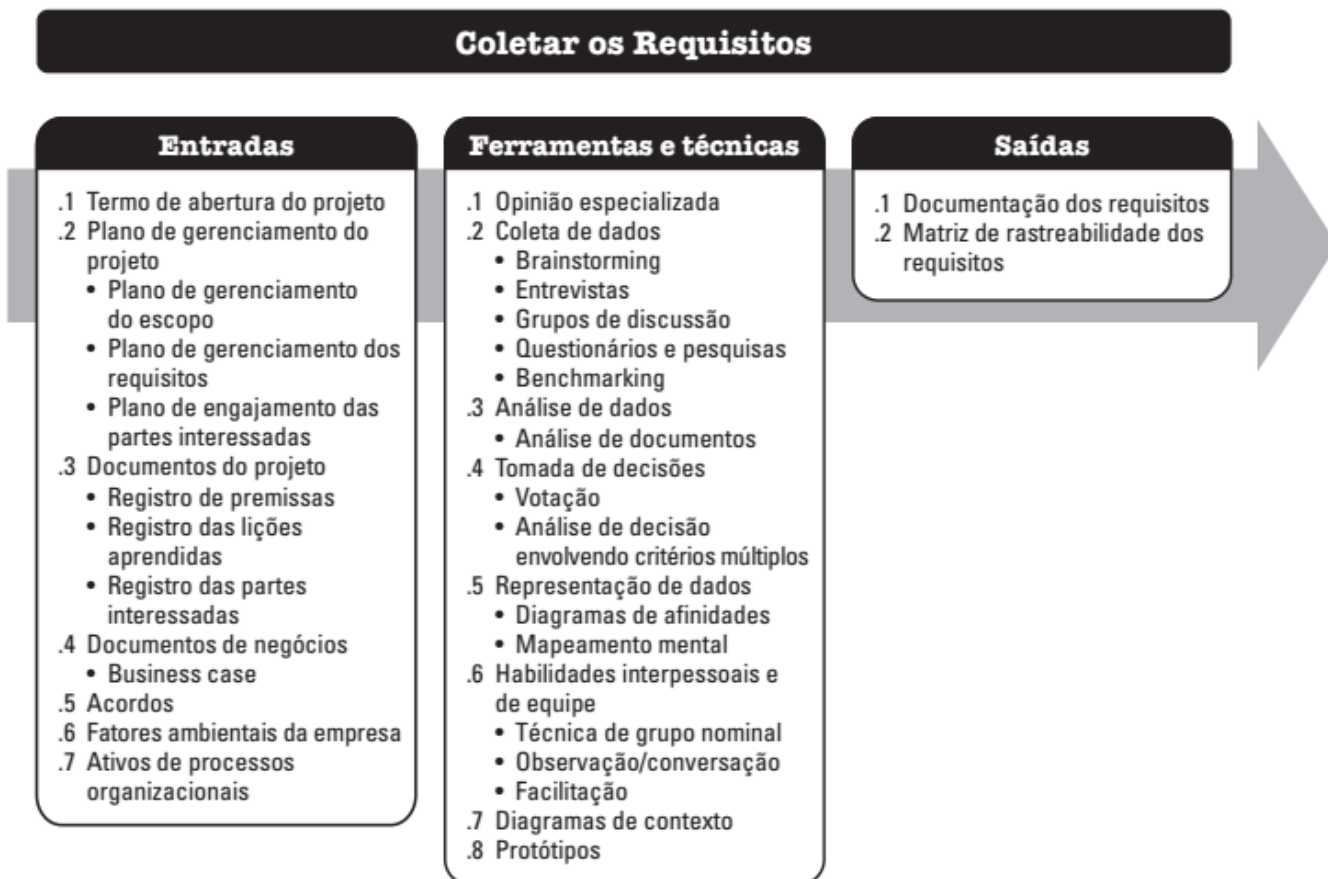 Coletar os Requisitos
Entradas
.1 Termo de abertura do projeto
.2 Plano de gerenciamento do
projeto
• Plano de gerenciamento
do escopo
• Plano de gerenciamento dos
requisitos
• Plano de engajamento das
partes interessadas
.3 Documentos do projeto
• Registro de premissas
• Registro das lições
aprendidas
• Registro das partes
interessadas
.4 Documentos de negócios
• Business case
.5 Acordos
.6 Fatores ambientais da empresa
.7 Ativos de processos
organizacionais
Ferramentas e técnicas
.1 Opinião especializada
.2 Coleta de dados
• Brainstorming
• Entrevistas
• Grupos de discussão
• Questionários e pesquisas
• Benchmarking
.3 Análise de dados
• Análise de documentos
.4 Tomada de decisões
• Votação
• Análise de decisão
envolvendo critérios múltiplos
.5 Representação de dados
• Diagramas de afinidades
• Mapeamento mental
.6 Habilidades interpessoais e
de equipe
• Técnica de grupo nominal
• Observação/conversação
• Facilitação
.7 Diagramas de contexto
.8 Protótipos
Saídas
.1 Documentação dos requisitos
.2 Matriz de rastreabilidade dos
requisitos